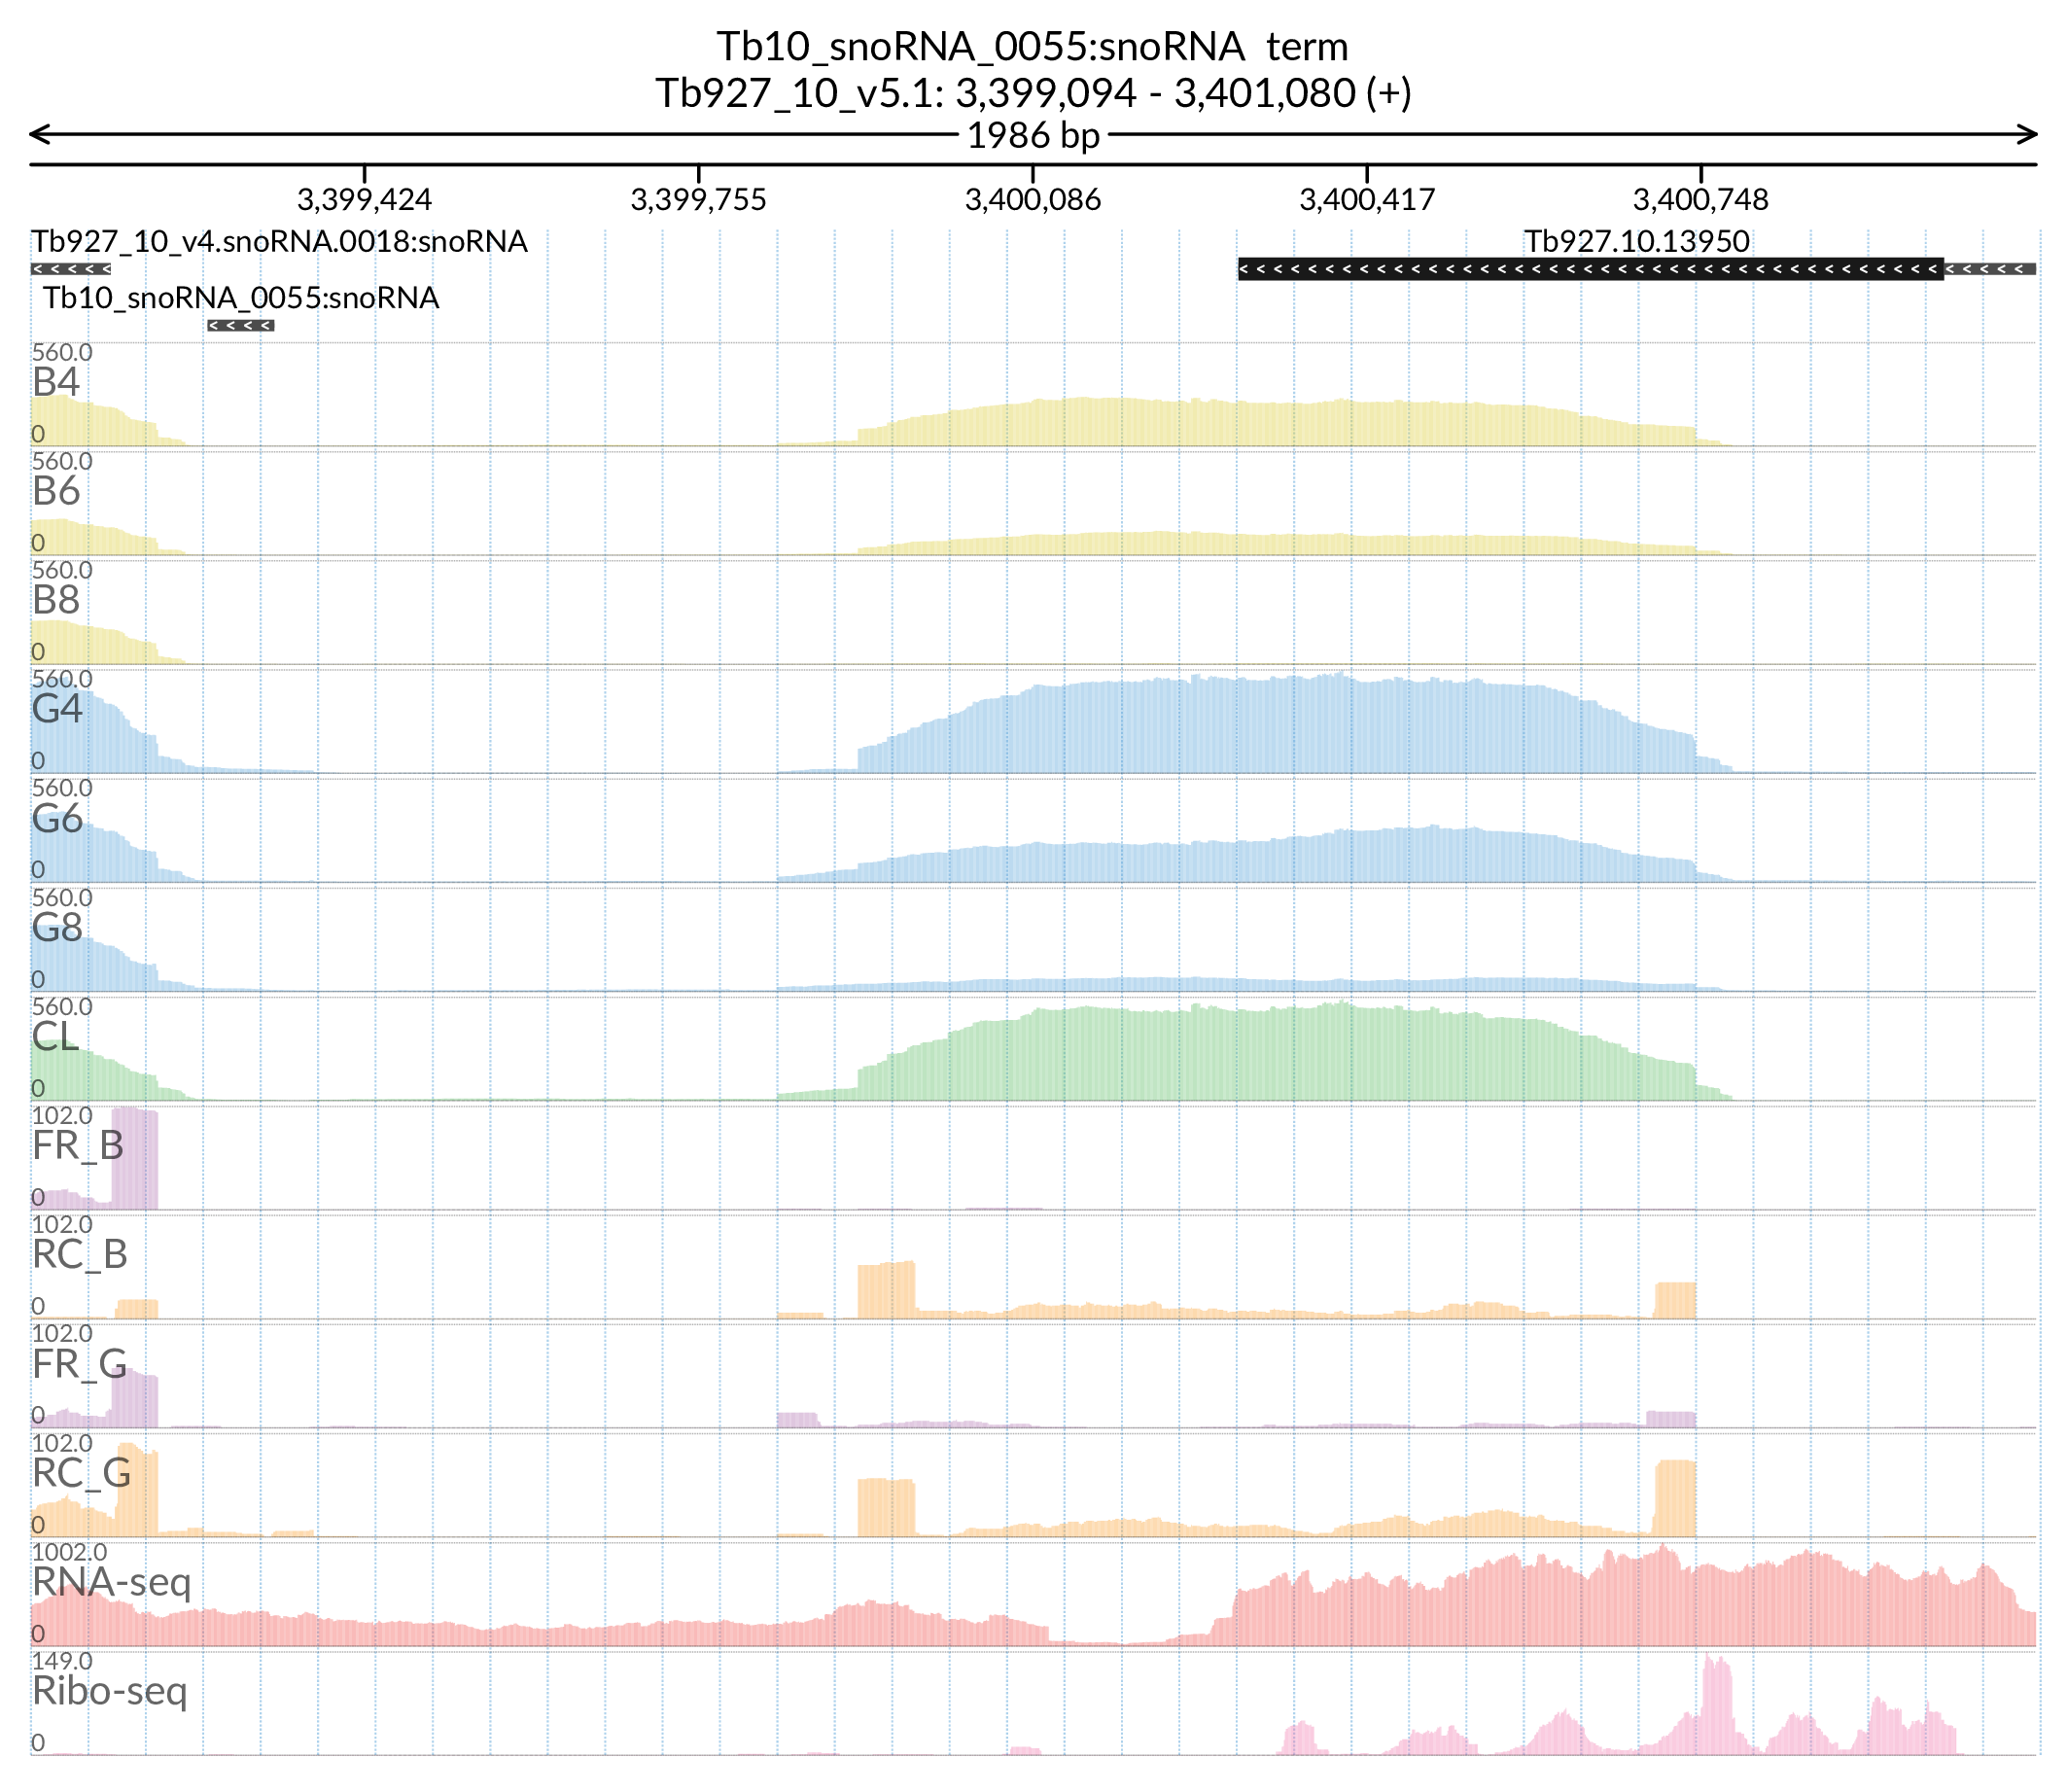 Tb10_snoRNA_0055:snoRNA term
Tb927_10_v5.1: 3,399,094 - 3,401,080 (+)
1986 bp
3,399,424 3,399,755 3,400,086 3,400,417 3,400,748
Tb927_10_v4.snoRNA.0018:snoRNA Tb927.10.13950
Tb10_snoRNA_0055:snoRNA
560.0
B4
0
560.0
B6
0
560.0
B8
0
560.0
G4
0
560.0
G6
0
560.0
G8
0
560.0
CL
0
102.0
FR_B
0
102.0
RC_B
0
102.0
FR_G
0
102.0
RC_G
0
1002.0
RNA-seq
0
149.0
Ribo-seq
0